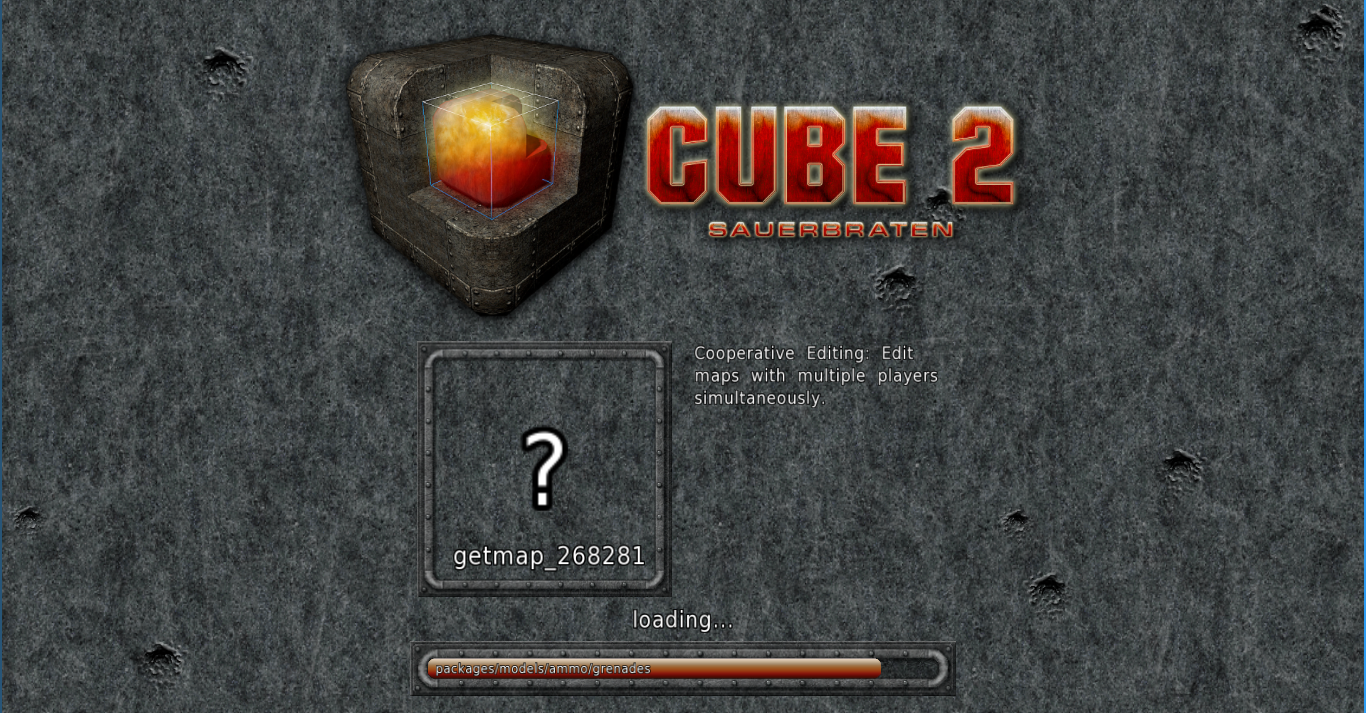 CUBE 2
SAUERBRATEN
Cooperative Editing: Edit
maps with multiple players
simultaneously.
?
getmap_268281
loading...
packages/models/ammo/grenades